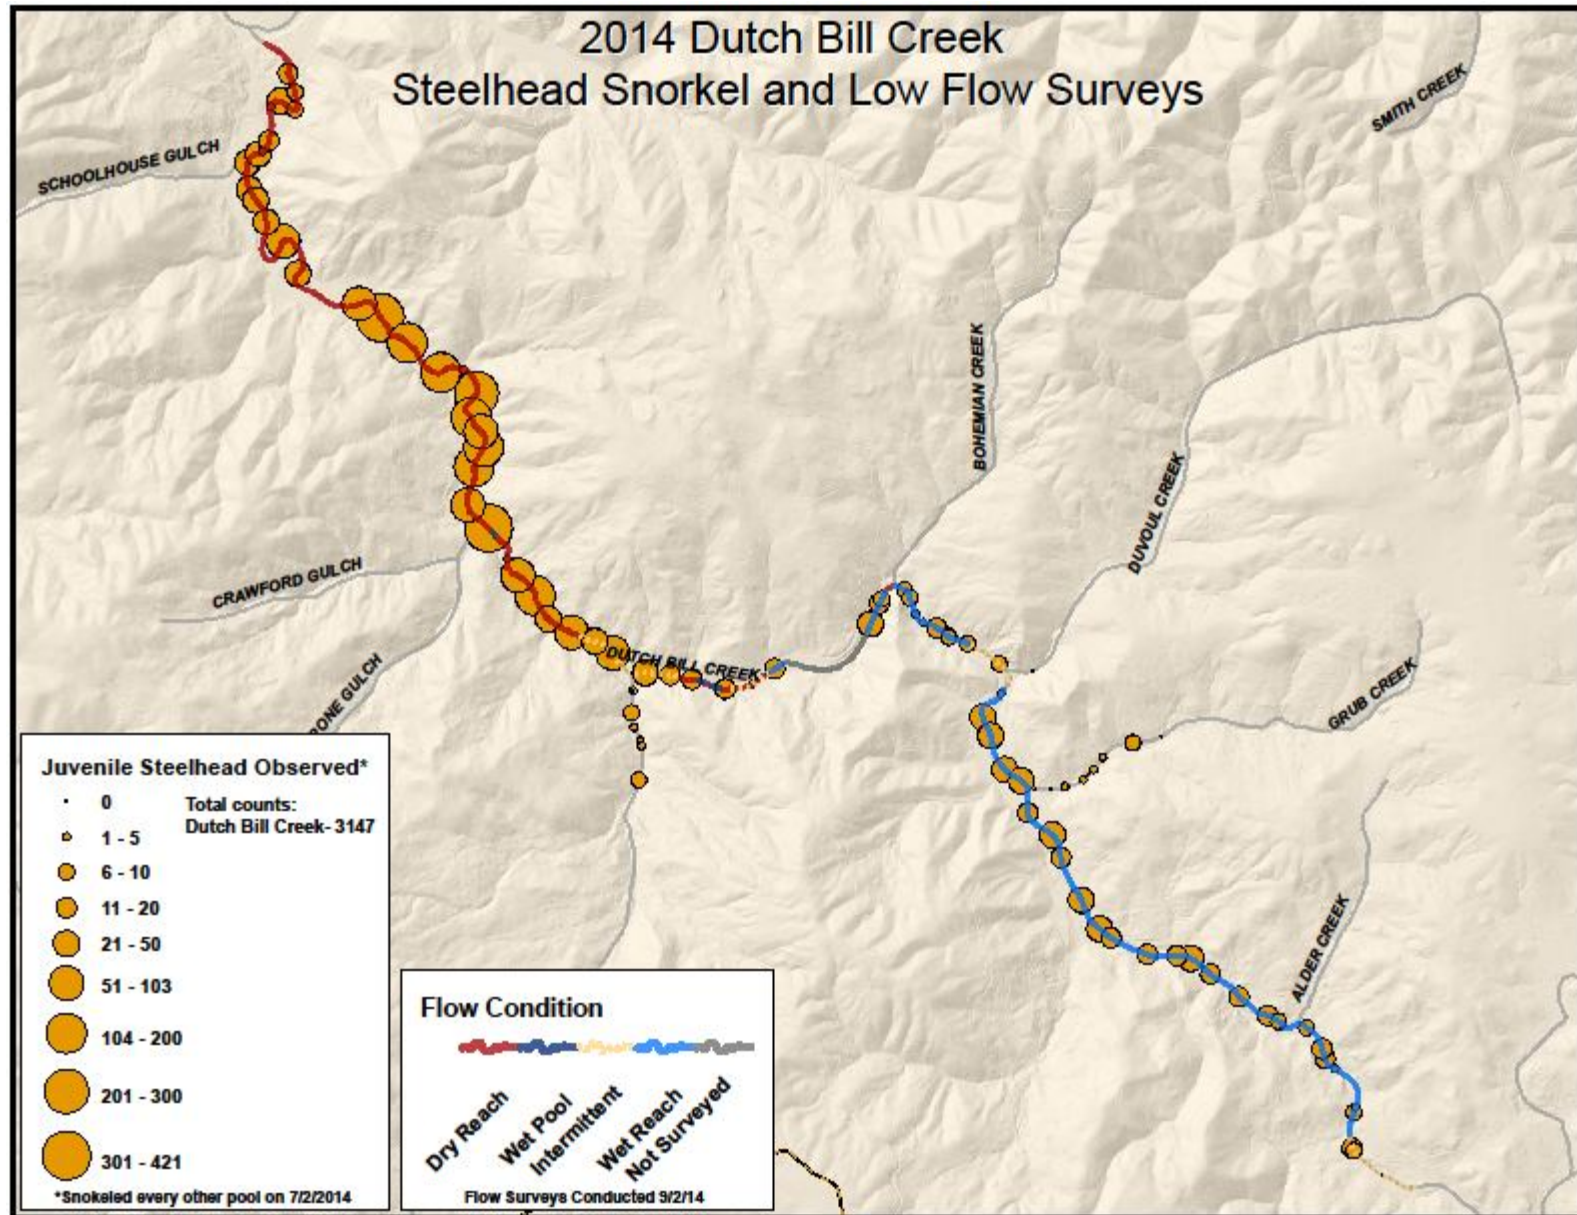 2014 Dutch Bill Creek
Steelhead Snorkel and Low Flow Surveys
SMITH CREEK
SCHOOLHOUSE GULCH
BOHEMIAN CREEK
DUVOUL CREEK
CRAWFORD GULCH
DUTCH BILL CREEK
GRUB CREEK
BONE GULCH
ALDER CREEK
Juvenile Steelhead Observed*
0
1 - 5
6 - 10
11 - 20
21 - 50
51 - 103
104 - 200
201 - 300
301 - 421
Total counts:
Dutch Bill Creek- 3147
*Snokeled every other pool on 7/2/2014
Flow Condition
Dry Reach
Wet Pool
Intermittent
Wet Reach
Not Surveyed
Flow Surveys Conducted 9/2/14